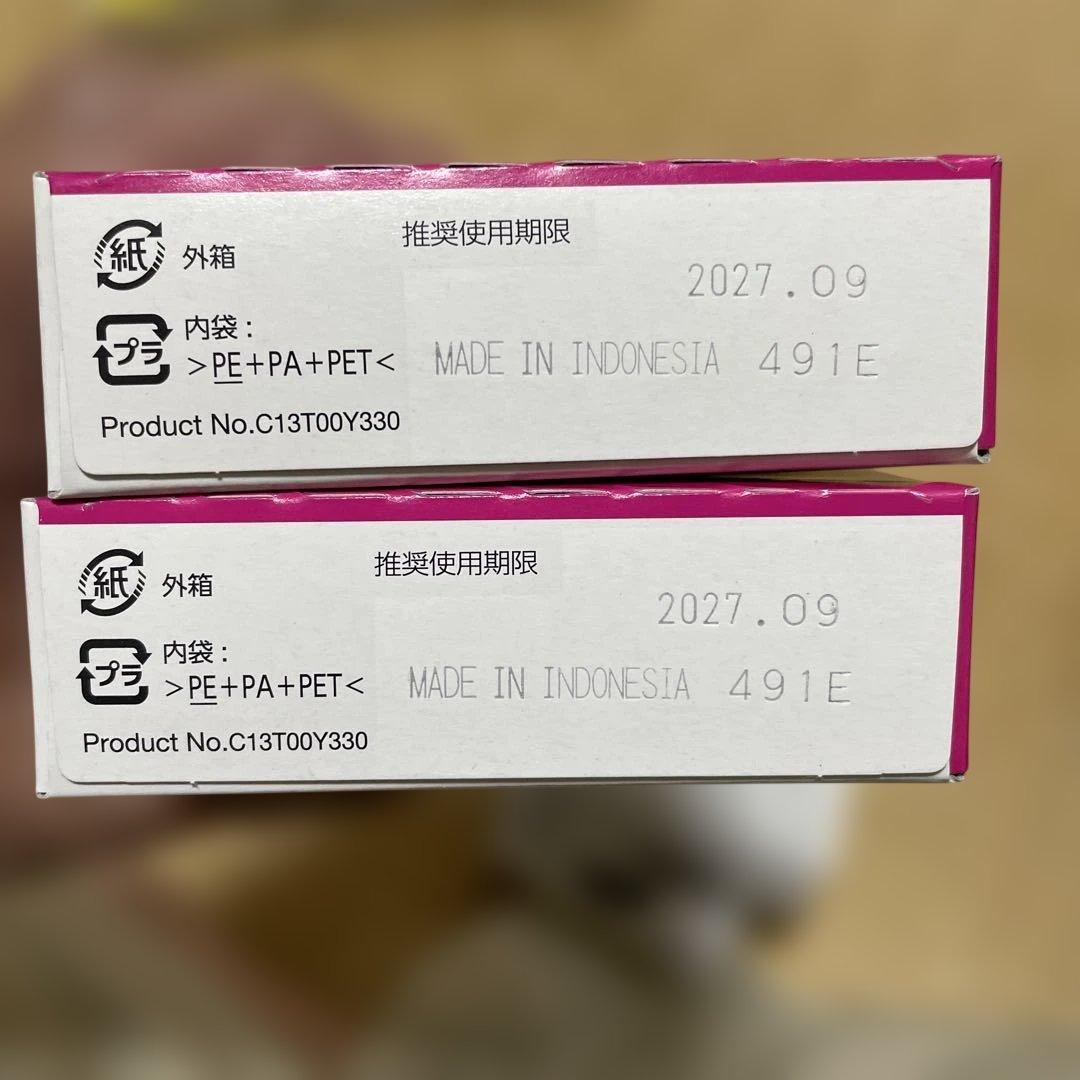 紙 外箱
推奨使用期限
2027.09
プラ 内袋:
>PE+PA+PET<
MADE IN INDONESIA 491E
Product No.C13T00Y330
紙 外箱
推奨使用期限
2027.09
プラ 内袋:
>PE+PA+PET<
MADE IN INDONESIA 491E
Product No.C13T00Y330